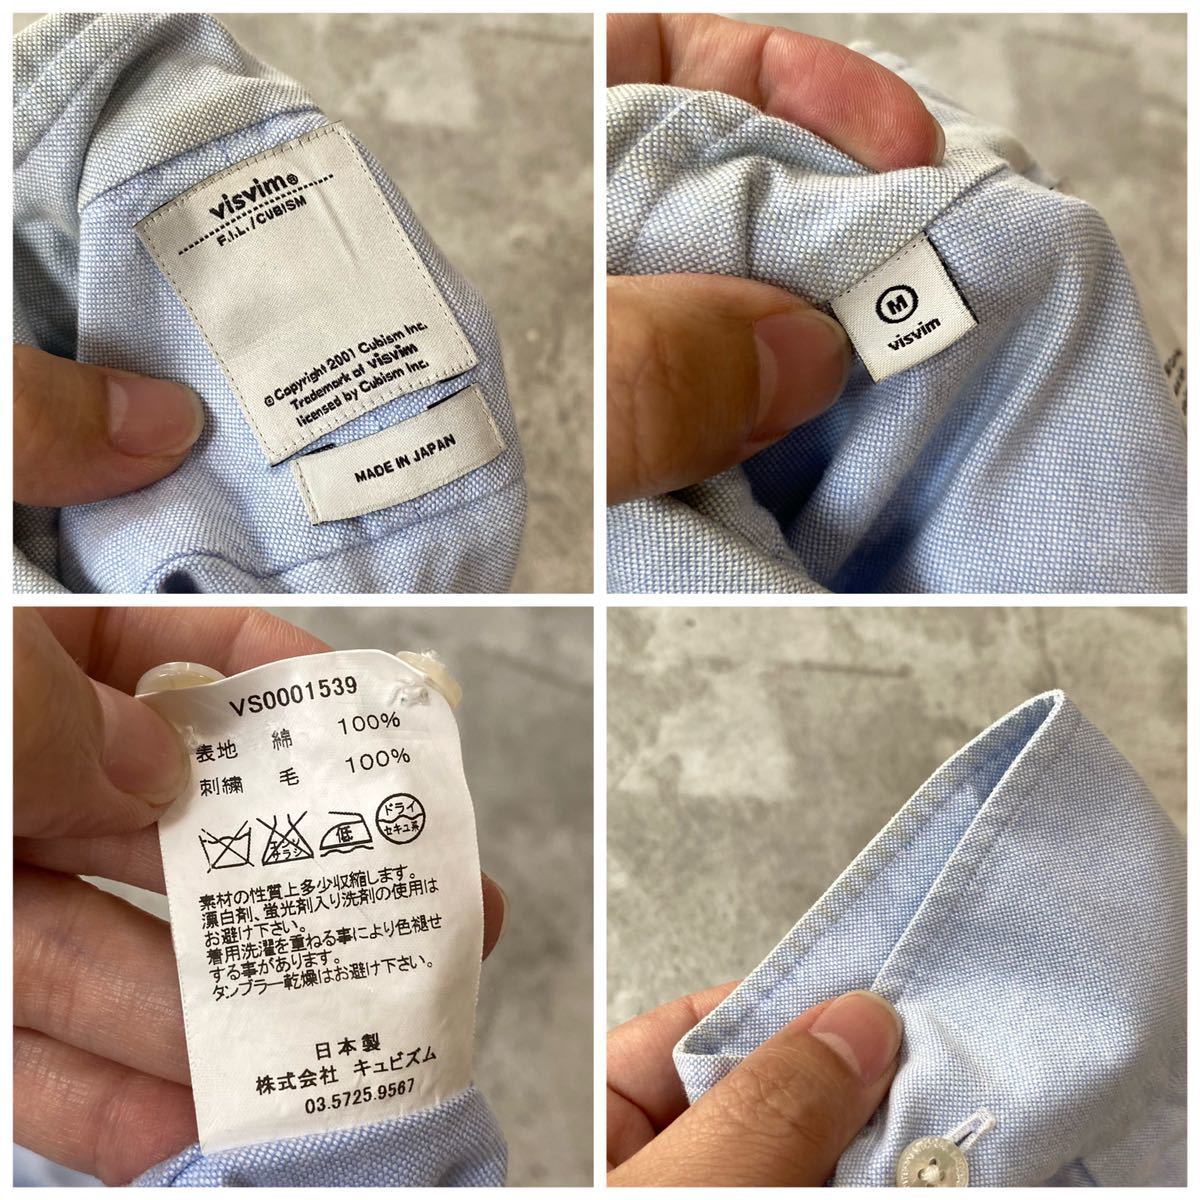 visvim®
F.I.L./CUBISM
© Copyright 2001 Cubism Inc.
Trademark of visvim
licensed by Cubism Inc.
MADE IN JAPAN
M
visvim
VS0001539
表地 綿 100%
刺繍 毛 100%
エンソ
サラシ
低
ドライ
セキユ系
素材の性質上多少収縮します。
漂白剤、蛍光剤入り洗剤の使用は
お避け下さい。
着用洗濯を重ねる事により色褪せ
する事があります。
タンブラー乾燥はお避け下さい。
日本製
株式会社 キュビズム
03.5725.9567